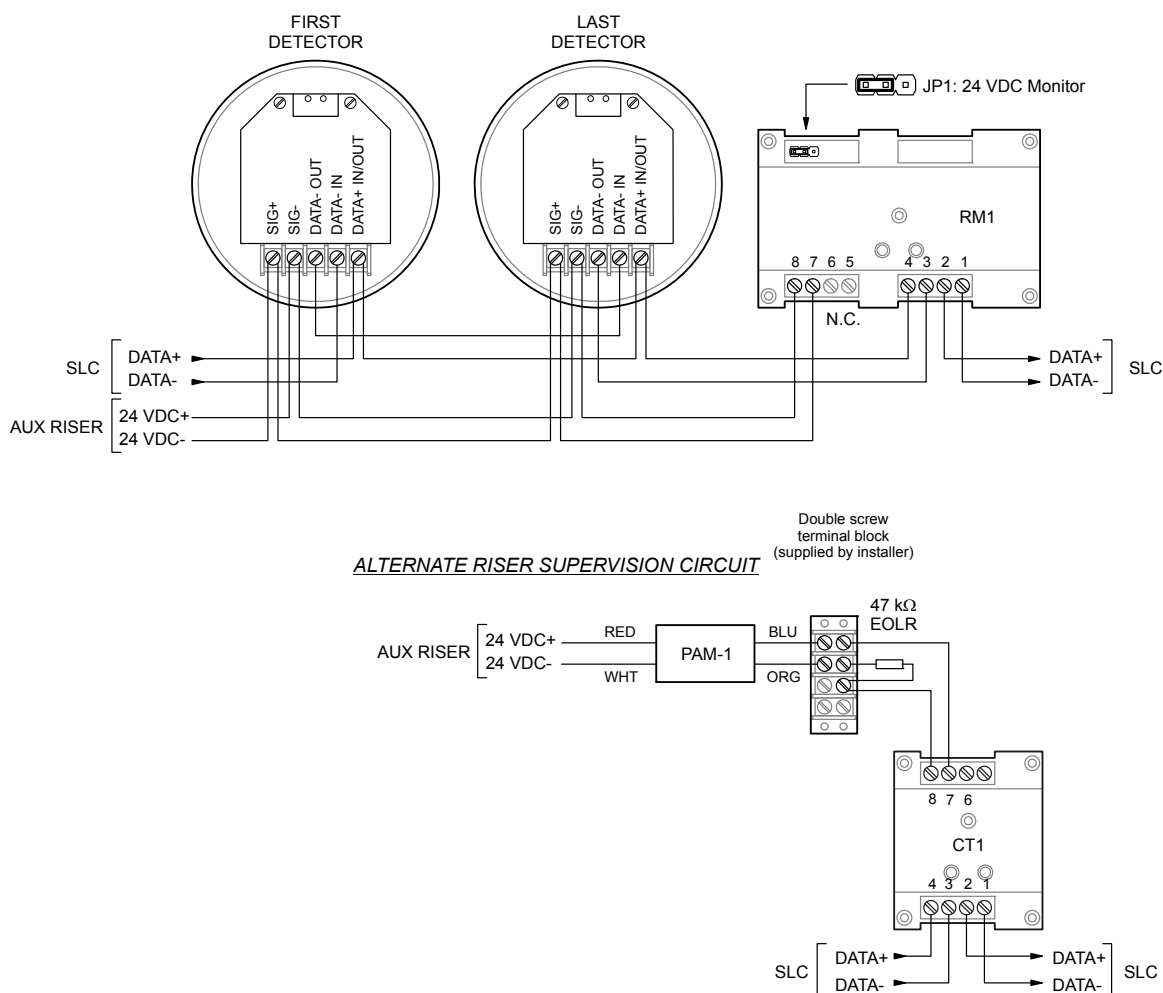 FIRST
DETECTOR
LAST
DETECTOR
JP1: 24 VDC Monitor
SIG+
SIG-
DATA- OUT
DATA- IN
DATA+ IN/OUT
SIG+
SIG-
DATA- OUT
DATA- IN
DATA+ IN/OUT
RM1
8 7 6 5
4 3 2 1
N.C.
SLC
DATA+
DATA-
DATA+
DATA-
SLC
AUX RISER
24 VDC+
24 VDC-
Double screw
terminal block
(supplied by installer)
ALTERNATE RISER SUPERVISION CIRCUIT
47 kΩ
EOLR
AUX RISER
24 VDC+
24 VDC-
RED
WHT
PAM-1
BLU
ORG
8 7 6
CT1
4 3 2 1
SLC
DATA+
DATA-
DATA+
DATA-
SLC